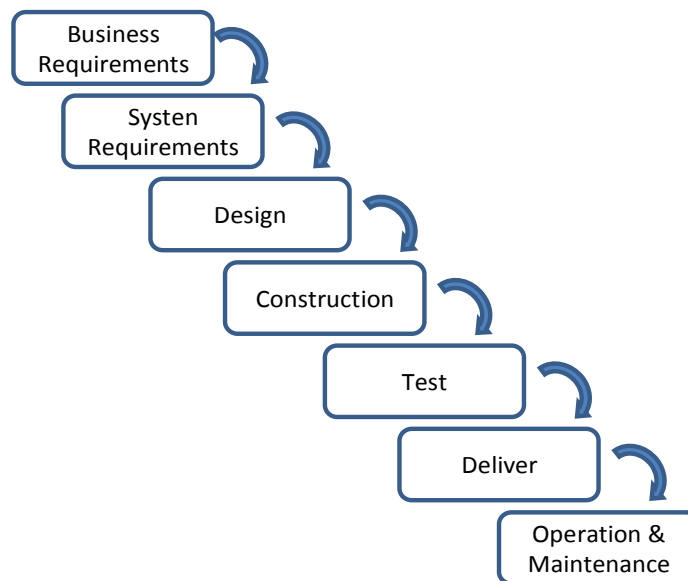 Business
Requirements
Systen
Requirements
Design
Construction
Test
Deliver
Operation &
Maintenance